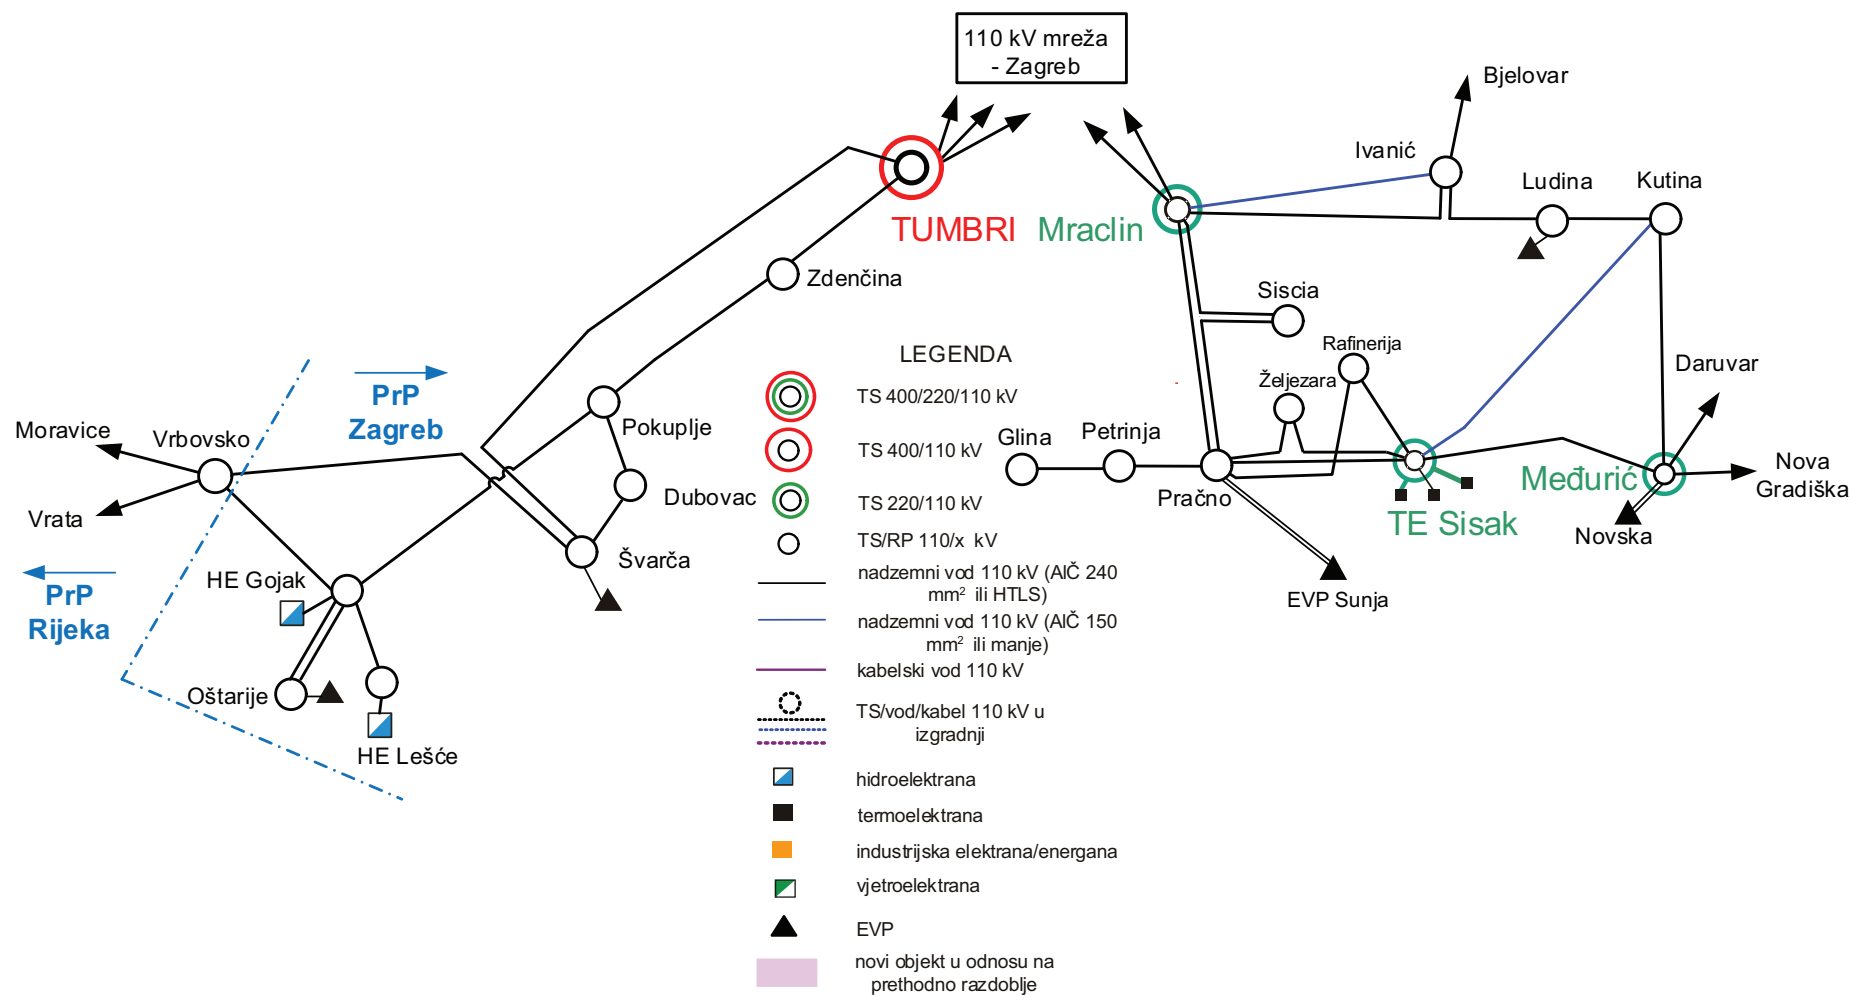 110 kV mreža
- Zagreb
Bjelovar
Ivanić
Ludina
Kutina
TUMBRI
Mraclin
Zdenčina
Siscia
Rafinerija
Željezara
Daruvar
PrP
Zagreb
Moravice
Vrbovsko
Vrata
Pokuplje
Dubovac
Švarča
Glina
Petrinja
Pračno
TE Sisak
Međurić
Nova
Gradiška
Novska
EVP Sunja
PrP
Rijeka
HE Gojak
Oštarije
HE Lešće
LEGENDA
TS 400/220/110 kV
TS 400/110 kV
TS 220/110 kV
TS/RP 110/x kV
nadzemni vod 110 kV (AlČ 240
mm² ili HTLS)
nadzemni vod 110 kV (AlČ 150
mm² ili manje)
kabelski vod 110 kV
TS/vod/kabel 110 kV u
izgradnji
hidroelektrana
termoelektrana
industrijska elektrana/energana
vjetroelektrana
EVP
novi objekt u odnosu na
prethodno razdoblje